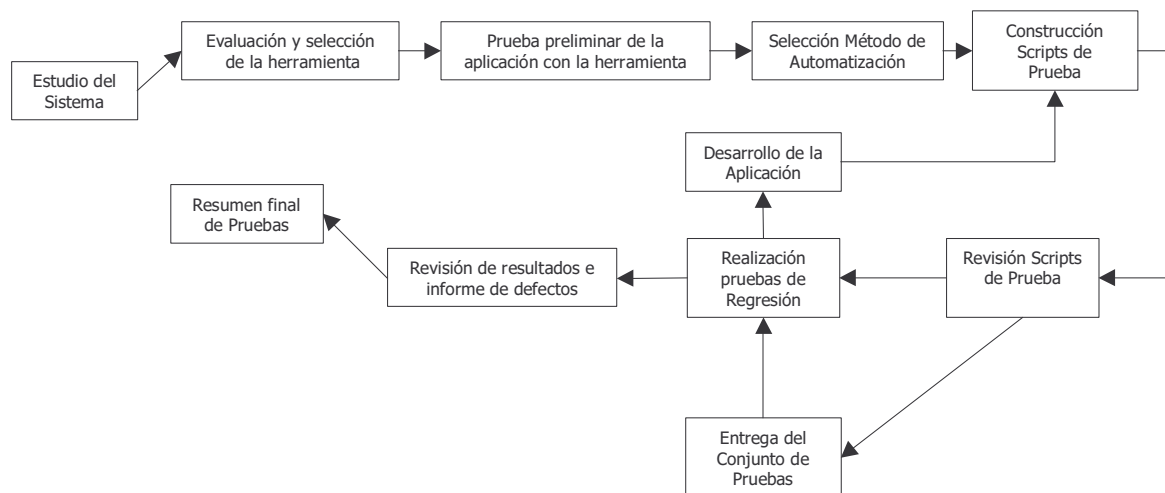 Estudio del
Sistema
Evaluación y selección
de la herramienta
Prueba preliminar de la
aplicación con la herramienta
Selección Método de
Automatización
Construcción
Scripts de
Prueba
Desarrollo de la
Aplicación
Resumen final
de Pruebas
Revisión de resultados e
informe de defectos
Realización
pruebas de
Regresión
Revisión Scripts
de Prueba
Entrega del
Conjunto de
Pruebas